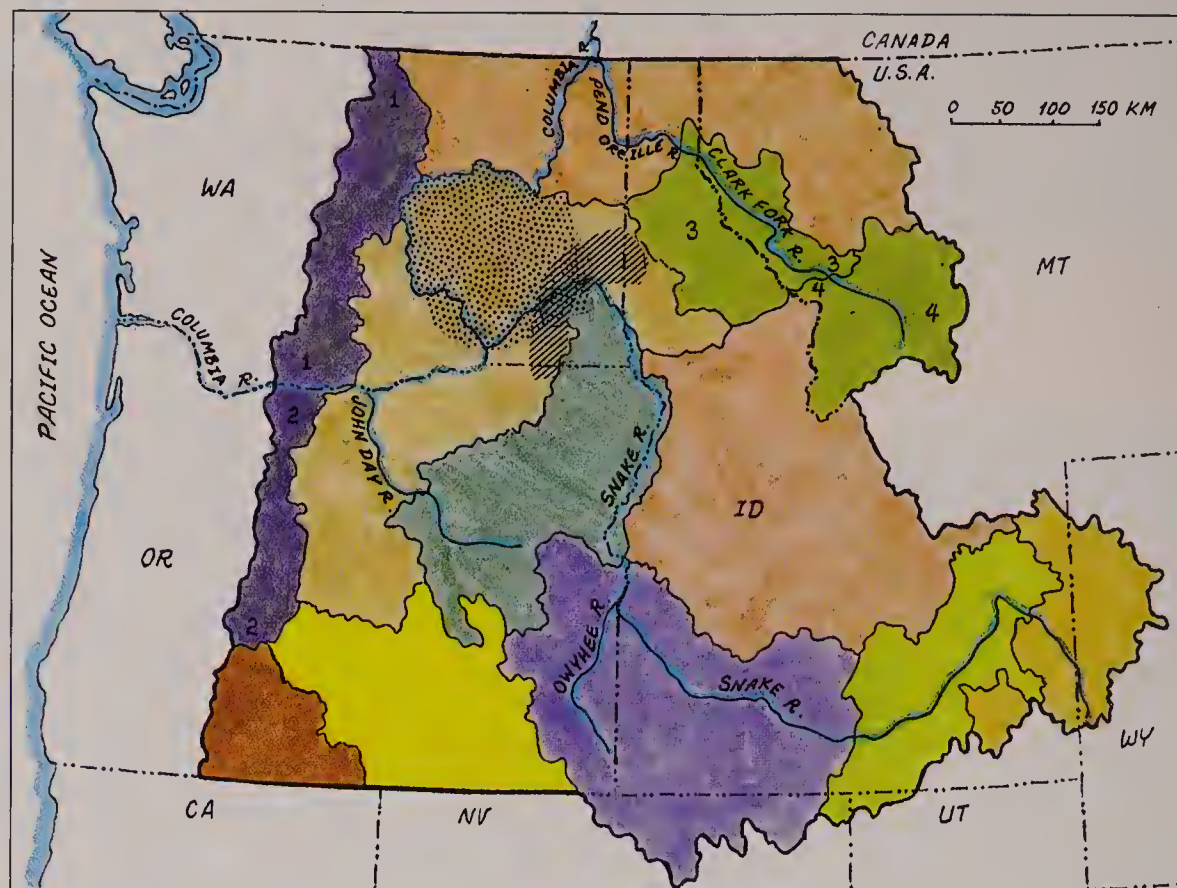 CANADA
U.S.A.
0 50 100 150 KM
COLUMBIA R.
PEND OREILLE R.
CLARK FORK R.
WA
1
3
3
4
4
MT
PACIFIC OCEAN
COLUMBIA R.
1
2
JOHN DAY R.
SNAKE R.
ID
OR
OWYHEE R.
2
SNAKE R.
WY
CA
NV
UT